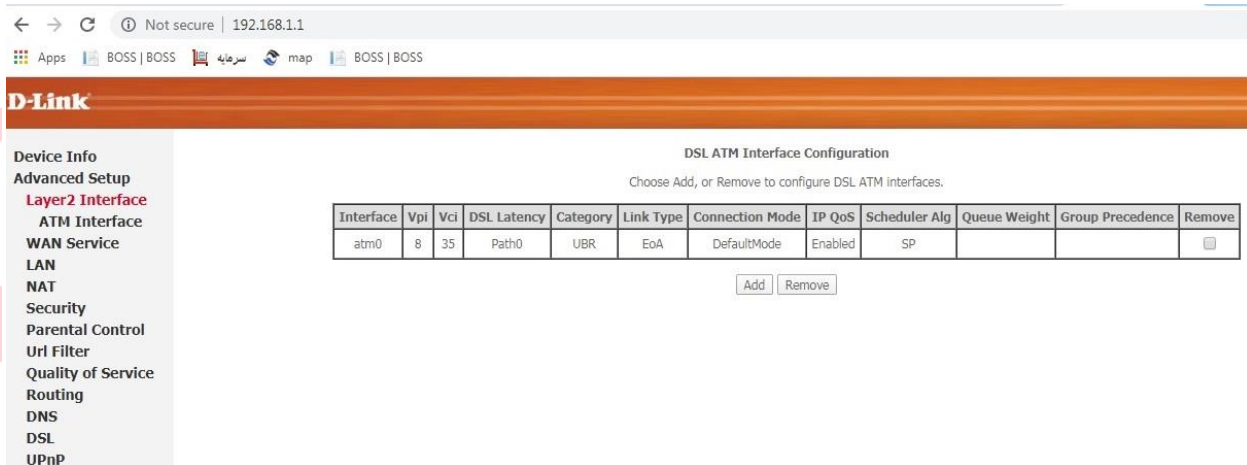 Not secure | 192.168.1.1
Apps BOSS | BOSS سرمایه map BOSS | BOSS
D-Link
Device Info
Advanced Setup
Layer2 Interface
ATM Interface
WAN Service
LAN
NAT
Security
Parental Control
Url Filter
Quality of Service
Routing
DNS
DSL
UPnP
DSL ATM Interface Configuration
Choose Add, or Remove to configure DSL ATM interfaces.
Interface Vpi Vci DSL Latency Category Link Type Connection Mode IP QoS Scheduler Alg Queue Weight Group Precedence Remove
atm0 8 35 Path0 UBR EoA DefaultMode Enabled SP
Add Remove